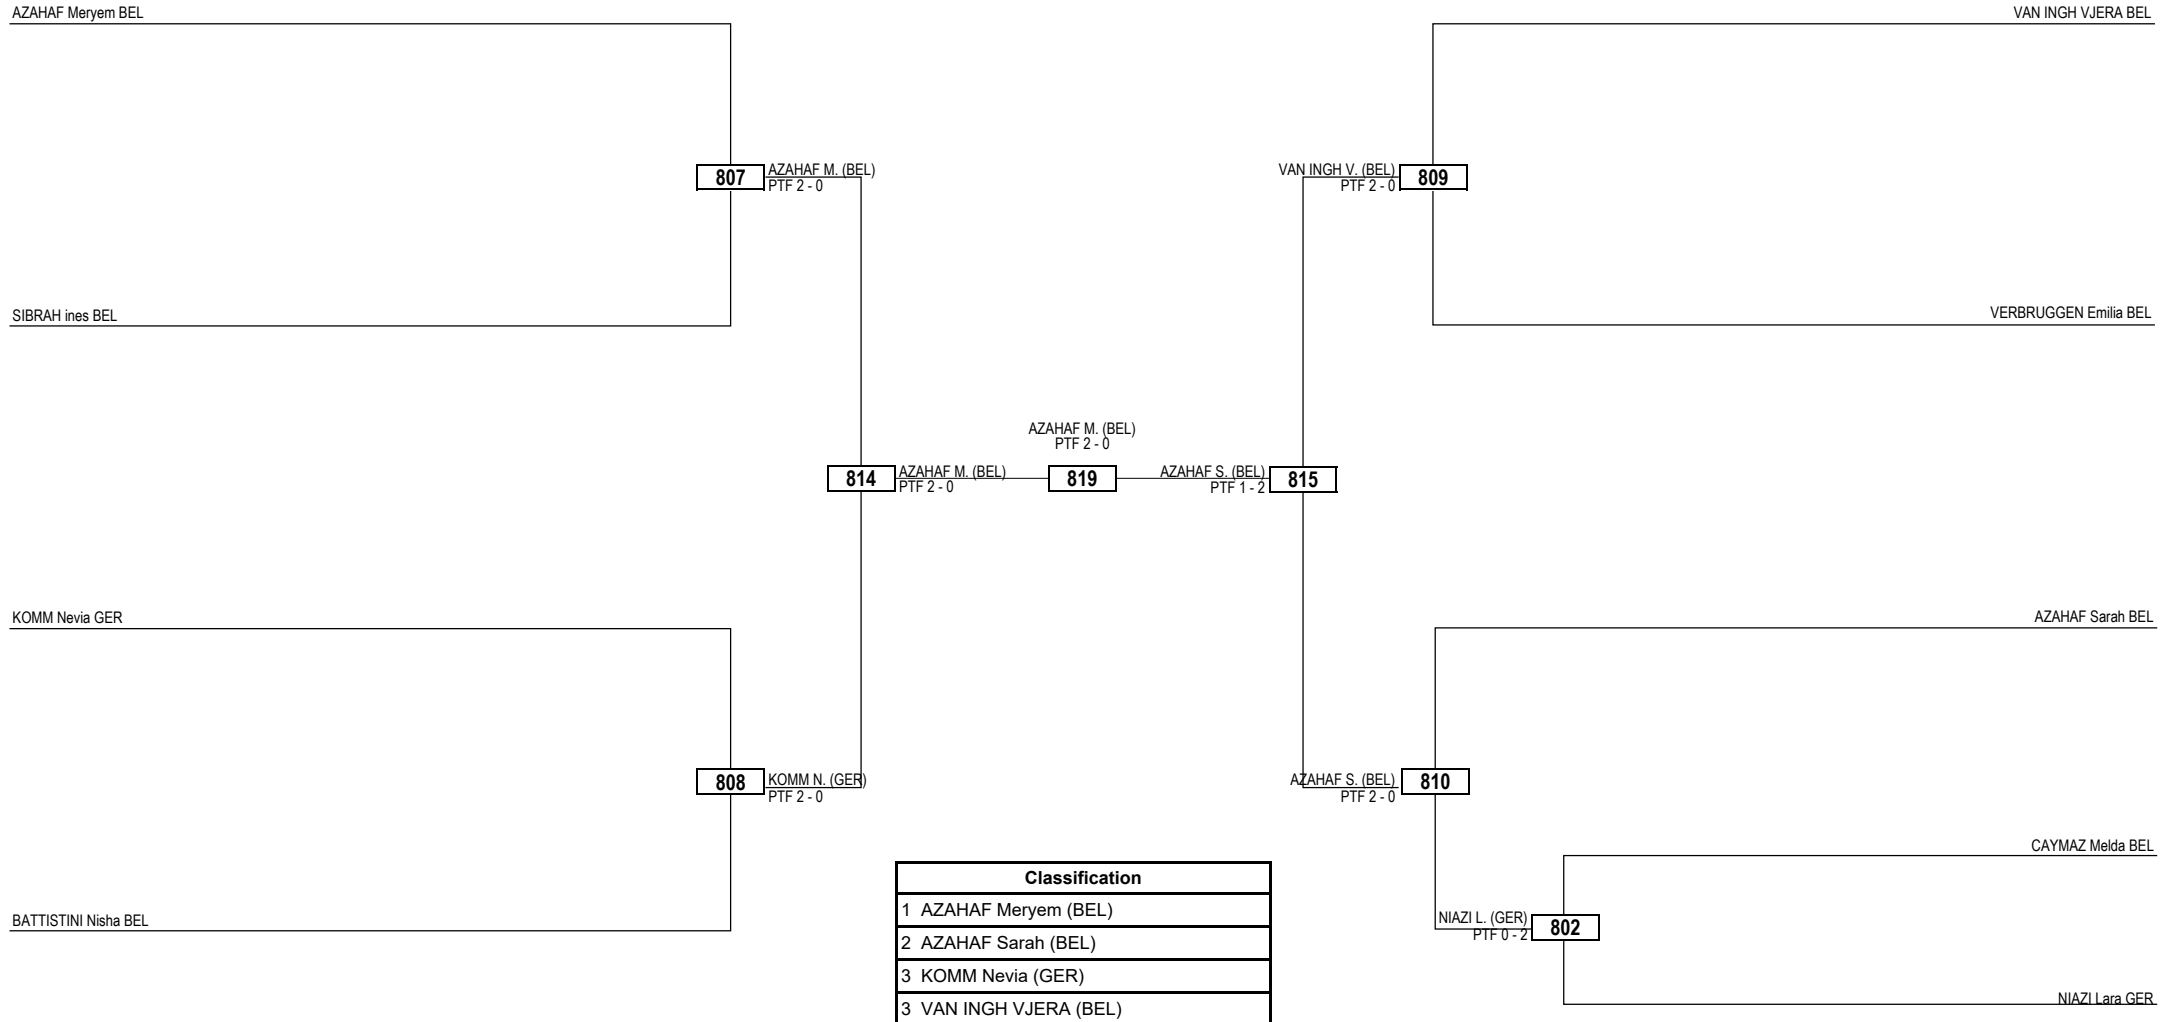 AZAHAF Meryem BEL
VAN INGH VJERA BEL
807
AZAHAF M. (BEL)
PTF 2 - 0
VAN INGH V. (BEL)
PTF 2 - 0
809
SIBRAH ines BEL
VERBRUGGEN Emilia BEL
AZAHAF M. (BEL)
PTF 2 - 0
814
AZAHAF M. (BEL)
PTF 2 - 0
819
AZAHAF S. (BEL)
PTF 1 - 2
815
KOMM Nevia GER
AZAHAF Sarah BEL
808
KOMM N. (GER)
PTF 2 - 0
AZAHAF S. (BEL)
PTF 2 - 0
810
CAYMAZ Melda BEL
BATTISTINI Nisha BEL
NIAZI L. (GER)
PTF 0 - 2
802
NIAZI Lara GER
Classification
1 AZAHAF Meryem (BEL)
2 AZAHAF Sarah (BEL)
3 KOMM Nevia (GER)
3 VAN INGH VJERA (BEL)